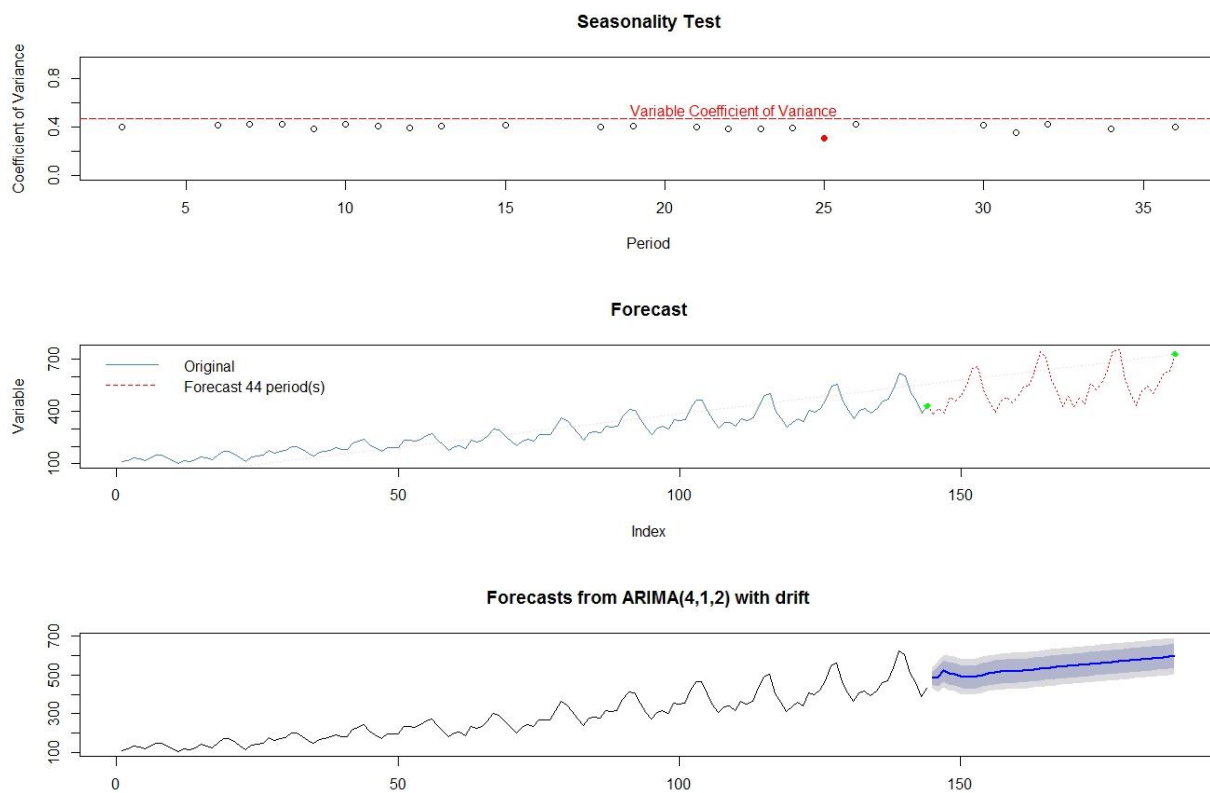 Seasonality Test
Coefficient of Variance
0.8
0.4
0.0
Variable Coefficient of Variance
5 10 15 20 25 30 35
Period
Forecast
Variable
700
400
100
Original
Forecast 44 period(s)
0 50 100 150
Index
Forecasts from ARIMA(4,1,2) with drift
700
500
300
100
0 50 100 150